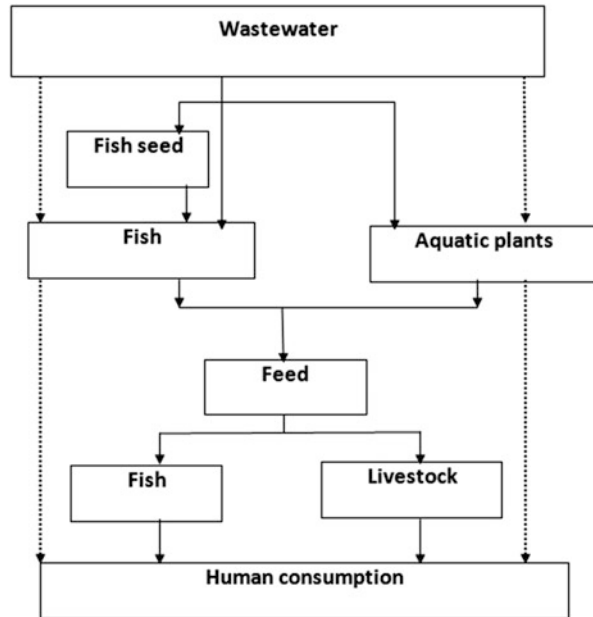 Wastewater
Fish seed
Fish
Aquatic plants
Feed
Fish
Livestock
Human consumption